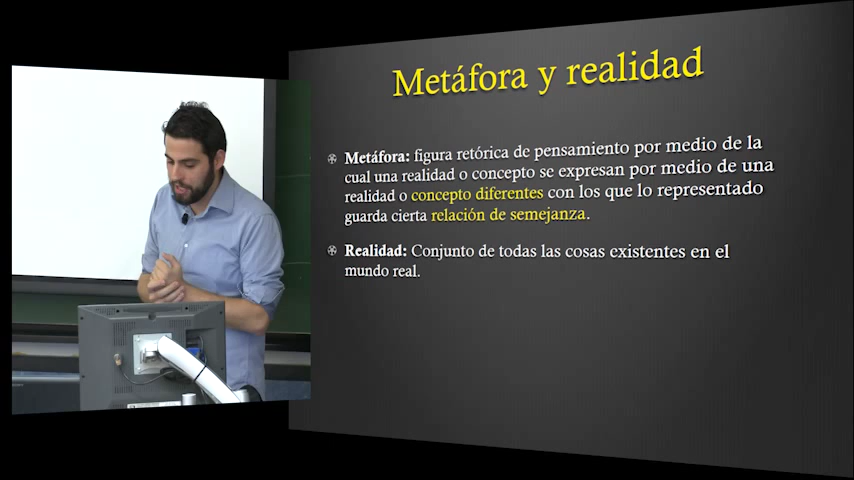 Metáfora y realidad
Metáfora: figura retórica de pensamiento por medio de la
cual una realidad o concepto se expresan por medio de una
realidad o concepto diferentes con los que lo representado
guarda cierta relación de semejanza.
Realidad: Conjunto de todas las cosas existentes en el
mundo real.